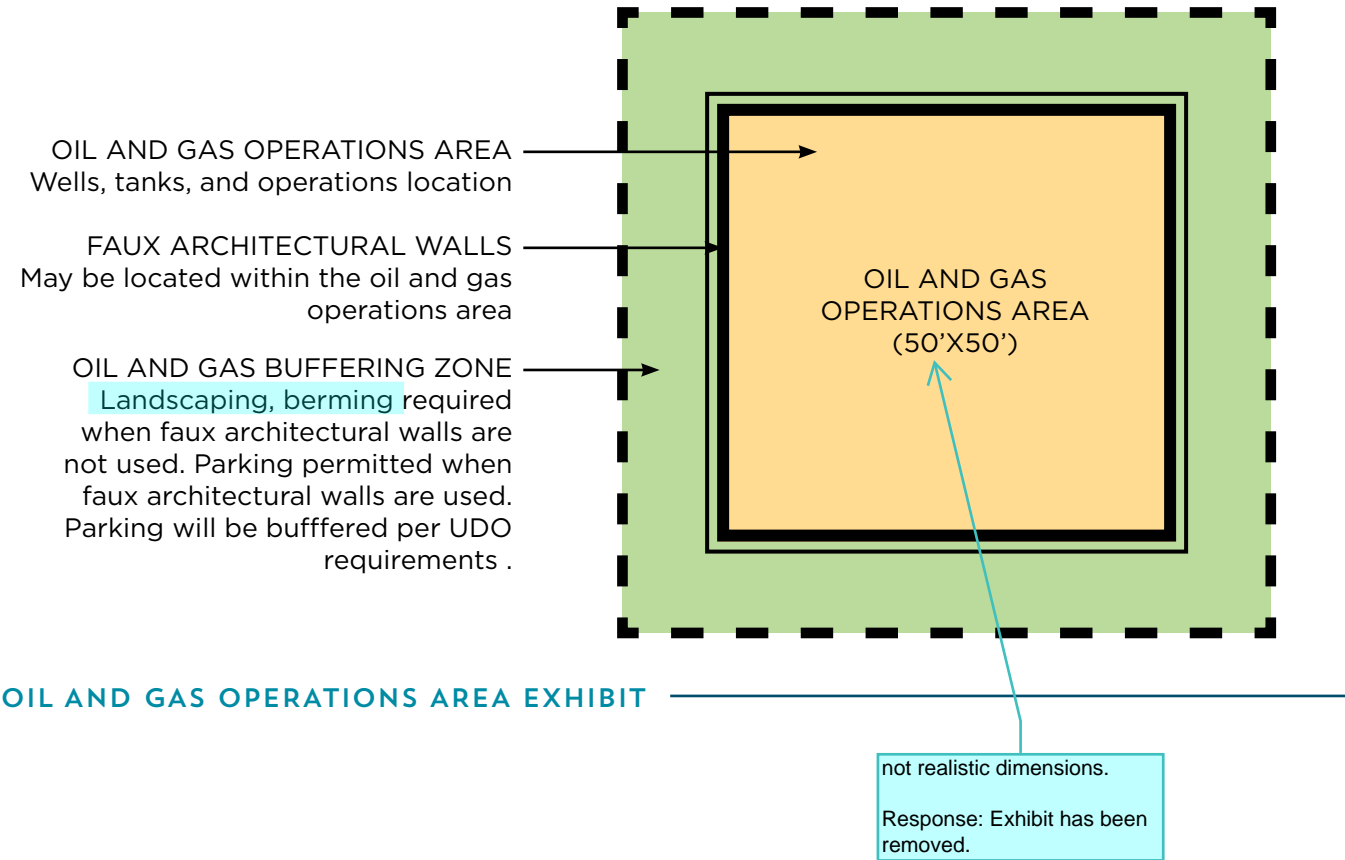 OIL AND GAS OPERATIONS AREA
Wells, tanks, and operations location
FAUX ARCHITECTURAL WALLS
May be located within the oil and gas
operations area
OIL AND GAS BUFFERING ZONE
Landscaping, berming required
when faux architectural walls are
not used. Parking permitted when
faux architectural walls are used.
Parking will be bufffered per UDO
requirements .
OIL AND GAS
OPERATIONS AREA
(50’X50’)
OIL AND GAS OPERATIONS AREA EXHIBIT
not realistic dimensions.
Response: Exhibit has been
removed.